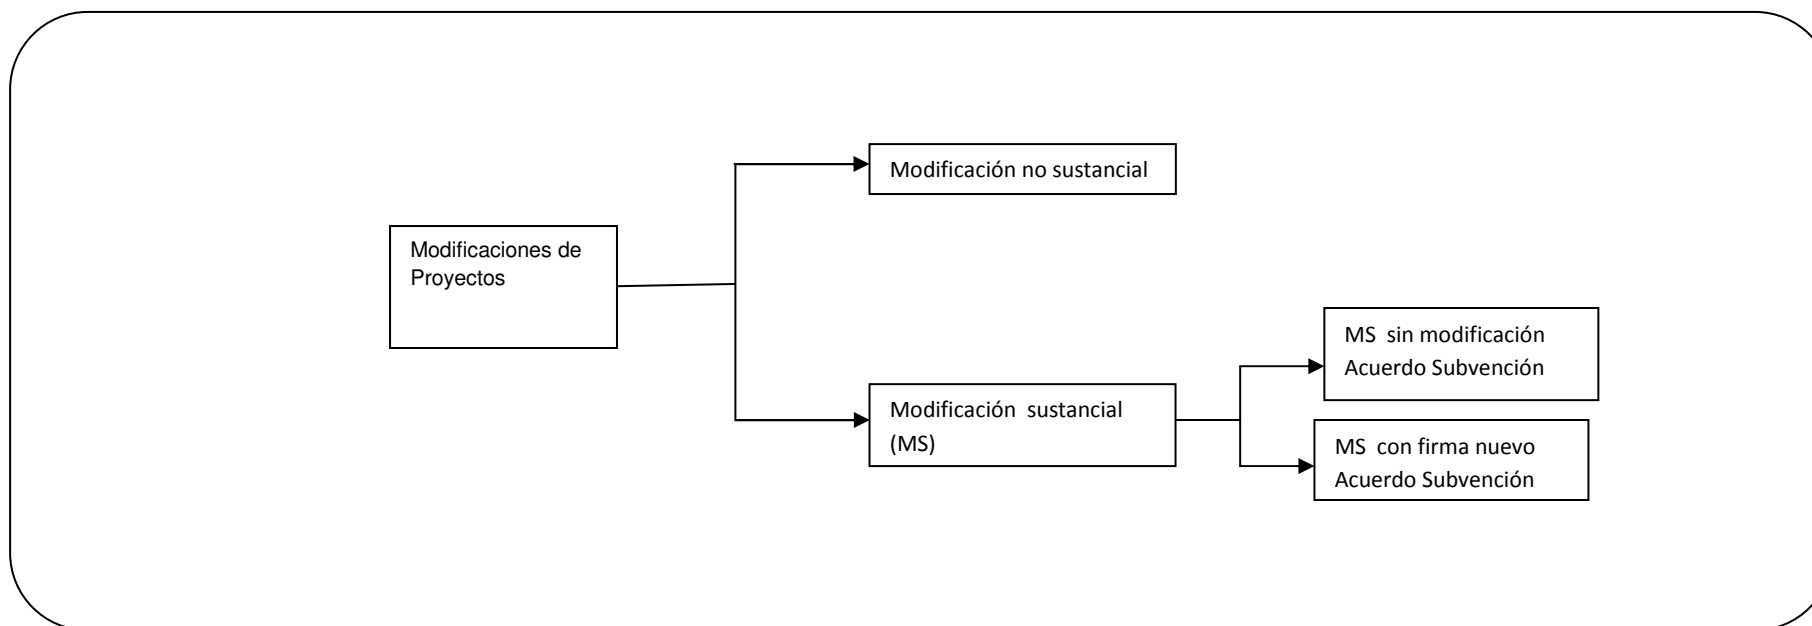 Modificación no sustancial
Modificaciones de
Proyectos
MS  sin modificación
Acuerdo Subvención
Modificación  sustancial
(MS)
MS  con firma nuevo
Acuerdo Subvención